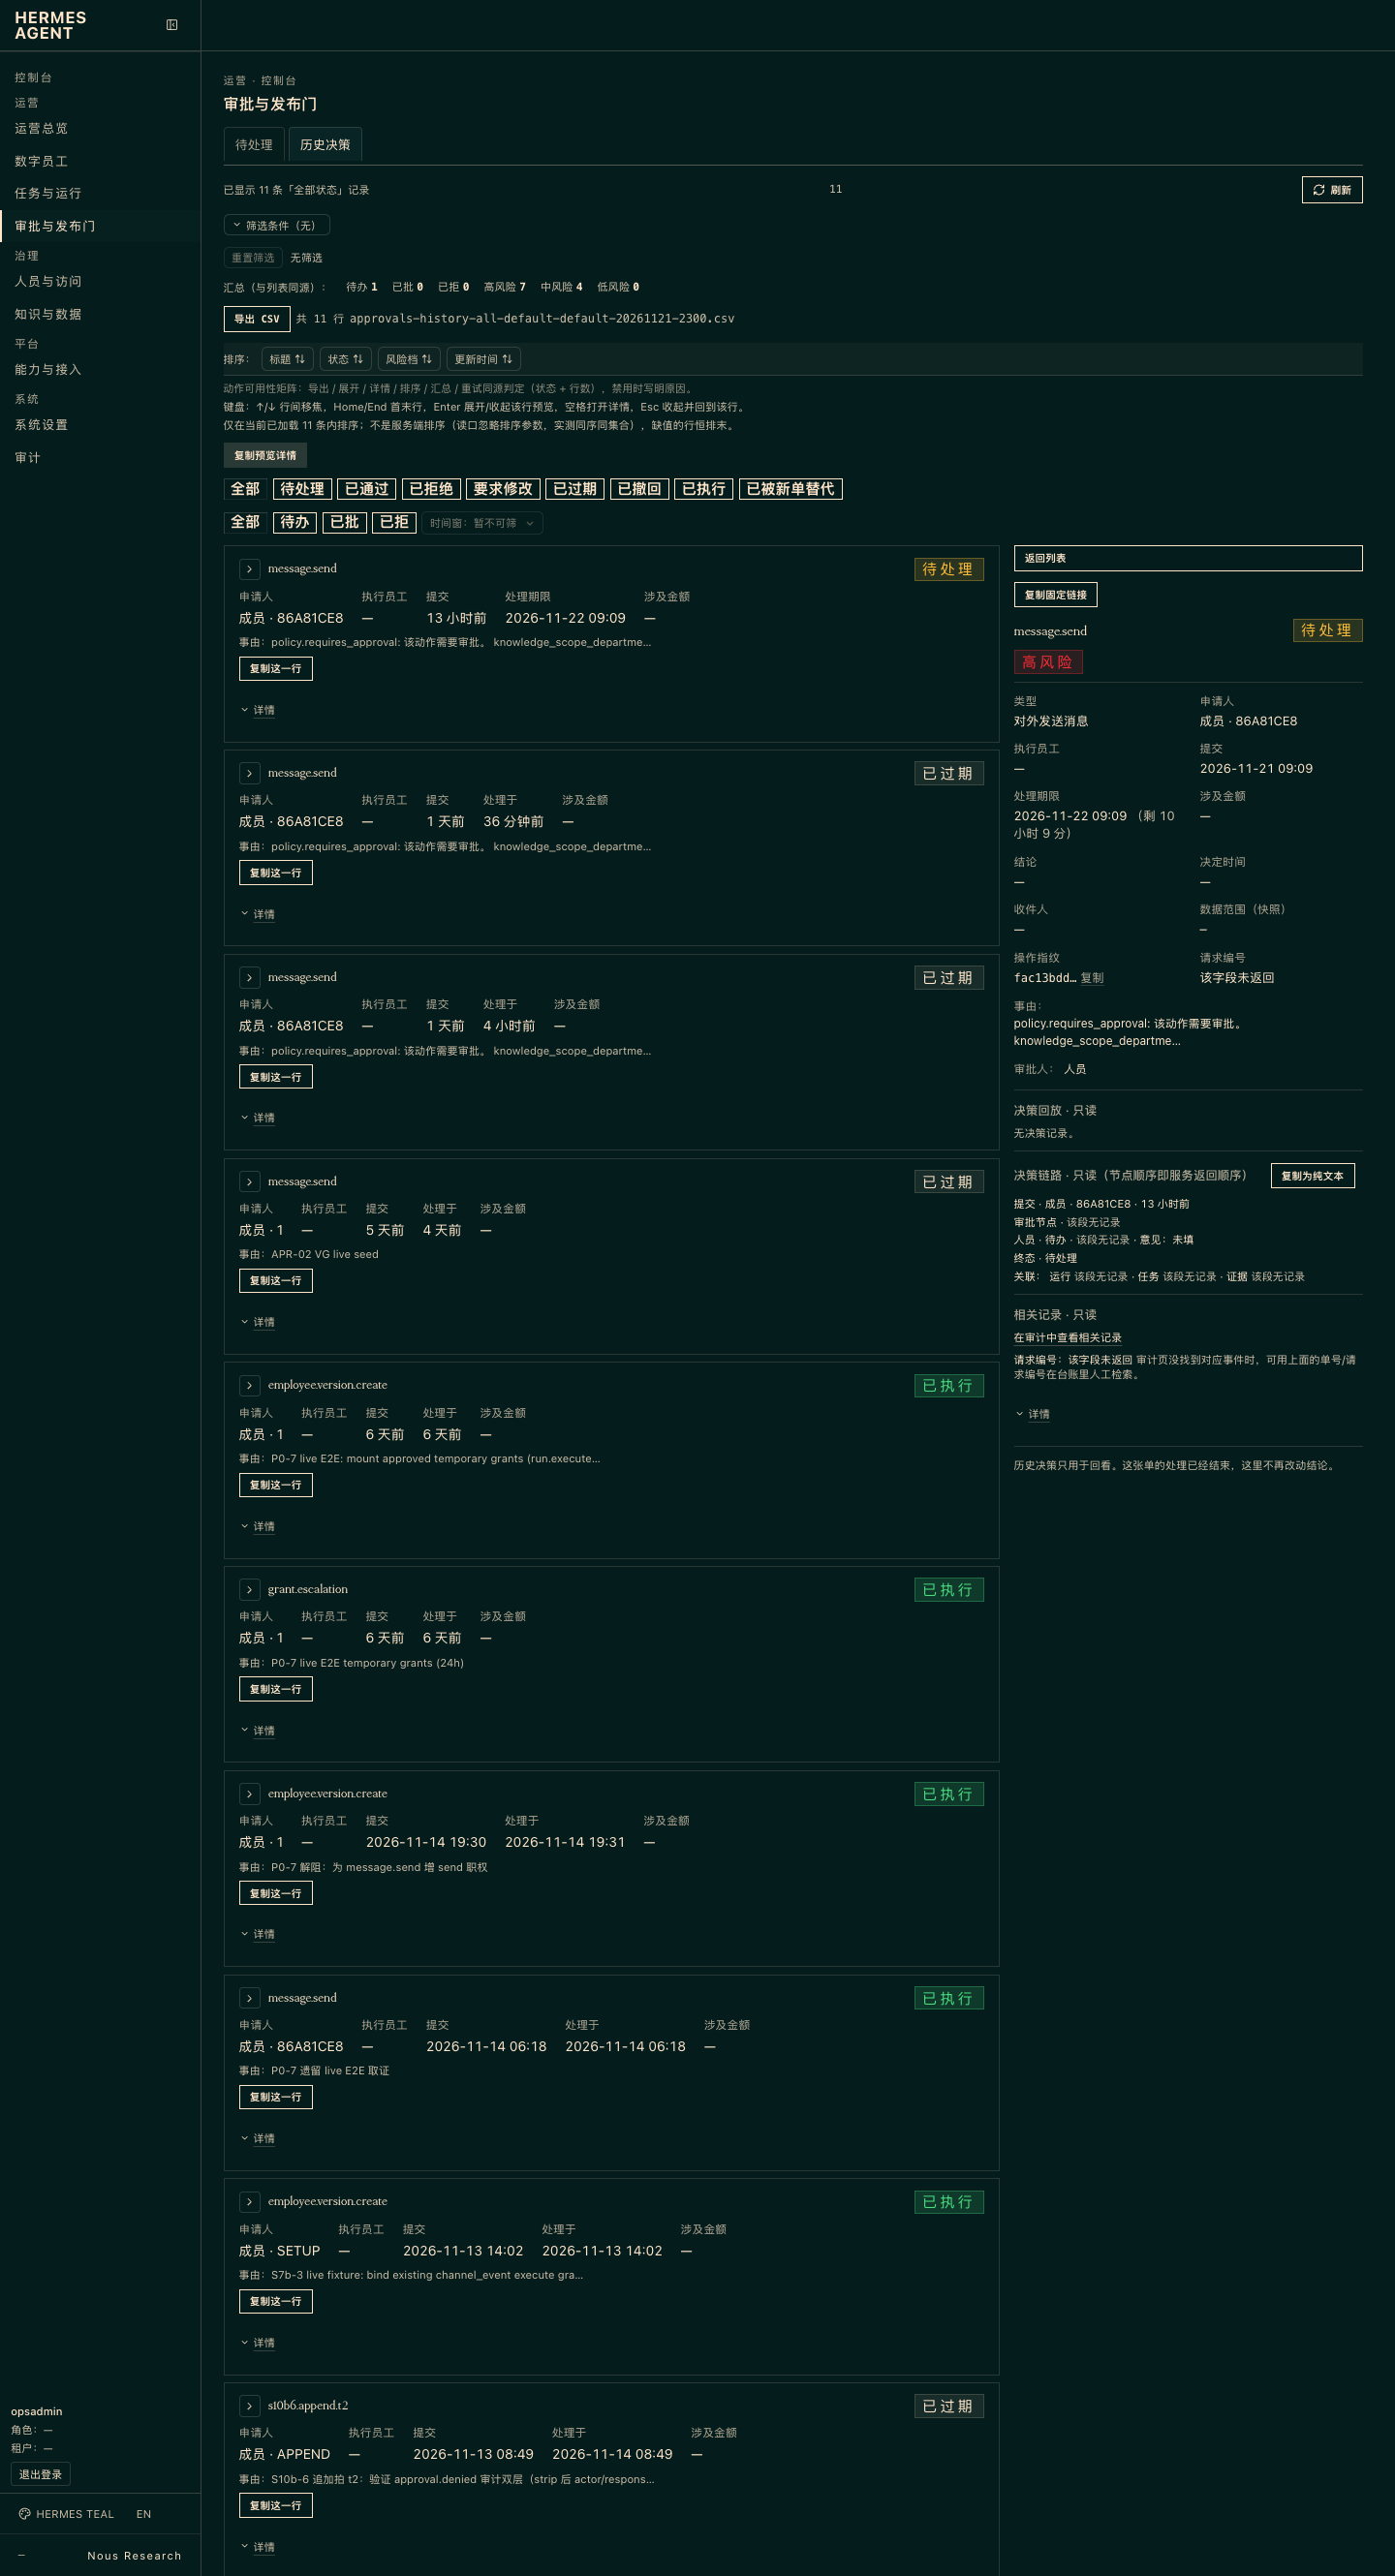 HERMES
AGENT
控制台
运营
运营总览
数字员工
任务与运行
审批与发布门
治理
人员与访问
知识与数据
平台
能力与接入
系统
系统设置
审计
opsadmin
角色：—
租户：—
退出登录
HERMES TEAL EN
— Nous Research
运营 · 控制台
审批与发布门
待处理 历史决策
已显示 11 条「全部状态」记录 11 刷新
筛选条件（无）
重置筛选 无筛选
汇总（与列表同源）： 待办 1 已批 0 已拒 0 高风险 7 中风险 4 低风险 0
导出 CSV 共 11 行 approvals-history-all-default-default-20261121-2300.csv
排序： 标题 ⇅ 状态 ⇅ 风险档 ⇅ 更新时间 ⇅
动作可用性矩阵：导出 / 展开 / 详情 / 排序 / 汇总 / 重试同源判定（状态 + 行数），禁用时写明原因。
键盘：↑/↓ 行间移焦，Home/End 首末行，Enter 展开/收起该行预览，空格打开详情，Esc 收起并回到该行。
仅在当前已加载 11 条内排序；不是服务端排序（读口忽略排序参数，实测同序同集合），缺值的行恒排末。
复制预览详情
全部 待处理 已通过 已拒绝 要求修改 已过期 已撤回 已执行 已被新单替代
全部 待办 已批 已拒 时间窗：暂不可筛
message.send 待处理
申请人 执行员工 提交 处理期限 涉及金额
成员 · 86A81CE8 — 13 小时前 2026-11-22 09:09 —
事由：policy.requires_approval: 该动作需要审批。 knowledge_scope_departme…
复制这一行
详情
message.send 已过期
申请人 执行员工 提交 处理于 涉及金额
成员 · 86A81CE8 — 1 天前 36 分钟前 —
事由：policy.requires_approval: 该动作需要审批。 knowledge_scope_departme…
复制这一行
详情
message.send 已过期
申请人 执行员工 提交 处理于 涉及金额
成员 · 86A81CE8 — 1 天前 4 小时前 —
事由：policy.requires_approval: 该动作需要审批。 knowledge_scope_departme…
复制这一行
详情
message.send 已过期
申请人 执行员工 提交 处理于 涉及金额
成员 · 1 — 5 天前 4 天前 —
事由：APR-02 VG live seed
复制这一行
详情
employee.version.create 已执行
申请人 执行员工 提交 处理于 涉及金额
成员 · 1 — 6 天前 6 天前 —
事由：P0-7 live E2E: mount approved temporary grants (run.execute…
复制这一行
详情
grant.escalation 已执行
申请人 执行员工 提交 处理于 涉及金额
成员 · 1 — 6 天前 6 天前 —
事由：P0-7 live E2E temporary grants (24h)
复制这一行
详情
employee.version.create 已执行
申请人 执行员工 提交 处理于 涉及金额
成员 · 1 — 2026-11-14 19:30 2026-11-14 19:31 —
事由：P0-7 解阻：为 message.send 增 send 职权
复制这一行
详情
message.send 已执行
申请人 执行员工 提交 处理于 涉及金额
成员 · 86A81CE8 — 2026-11-14 06:18 2026-11-14 06:18 —
事由：P0-7 遗留 live E2E 取证
复制这一行
详情
employee.version.create 已执行
申请人 执行员工 提交 处理于 涉及金额
成员 · SETUP — 2026-11-13 14:02 2026-11-13 14:02 —
事由：S7b-3 live fixture: bind existing channel_event execute gra…
复制这一行
详情
s10b6.append.t2 已过期
申请人 执行员工 提交 处理于 涉及金额
成员 · APPEND — 2026-11-13 08:49 2026-11-14 08:49 —
事由：S10b-6 追加拍 t2：验证 approval.denied 审计双层（strip 后 actor/respons…
复制这一行
详情
返回列表
复制固定链接
message.send 待处理
高风险
类型 申请人
对外发送消息 成员 · 86A81CE8
执行员工 提交
— 2026-11-21 09:09
处理期限 涉及金额
2026-11-22 09:09 （剩 10 —
小时 9 分）
结论 决定时间
— —
收件人 数据范围（快照）
— –
操作指纹 请求编号
fac13bdd… 复制 该字段未返回
事由：
policy.requires_approval: 该动作需要审批。
knowledge_scope_departme…
审批人： 人员
决策回放 · 只读
无决策记录。
决策链路 · 只读（节点顺序即服务返回顺序） 复制为纯文本
提交 · 成员 · 86A81CE8 · 13 小时前
审批节点 · 该段无记录
人员 · 待办 · 该段无记录 · 意见：未填
终态 · 待处理
关联： 运行 该段无记录 · 任务 该段无记录 · 证据 该段无记录
相关记录 · 只读
在审计中查看相关记录
请求编号：该字段未返回 审计页没找到对应事件时，可用上面的单号/请
求编号在台账里人工检索。
详情
历史决策只用于回看。这张单的处理已经结束，这里不再改动结论。